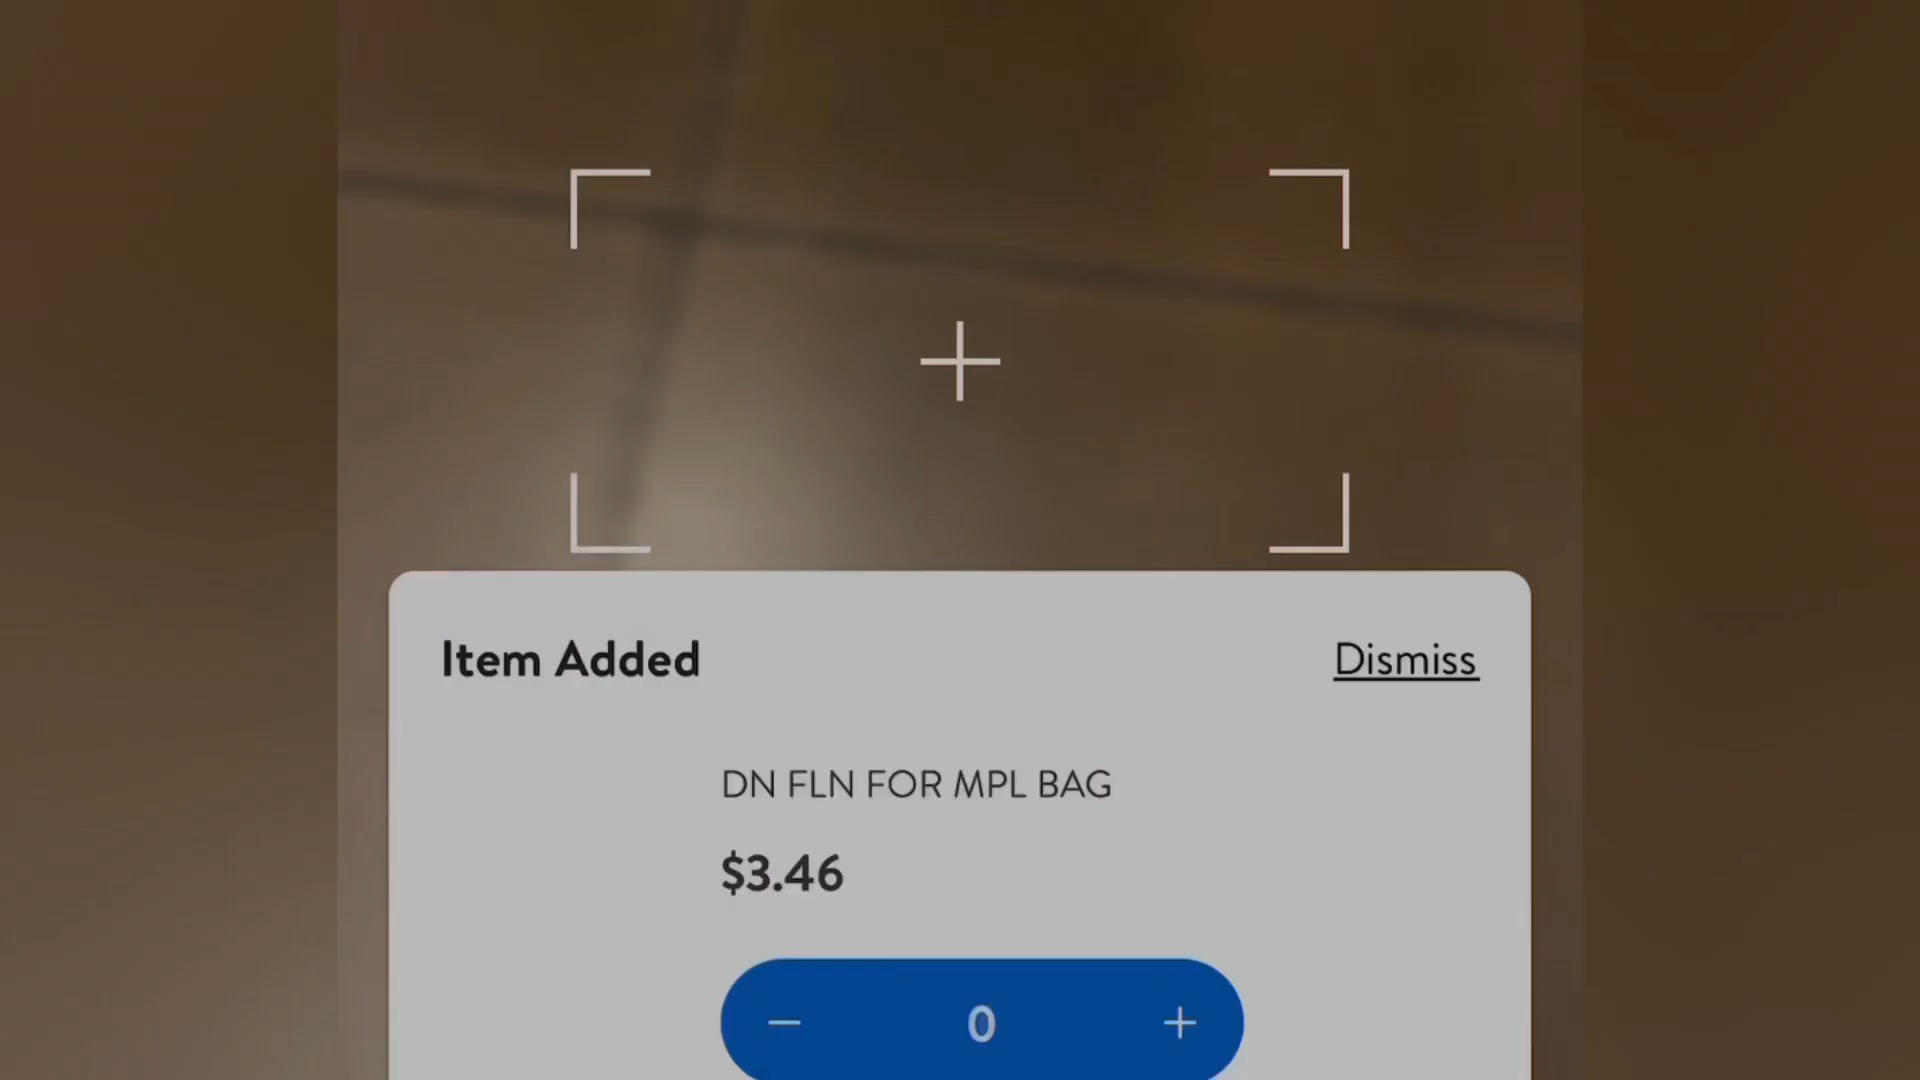 Item Added
Dismiss
DN FLN FOR MPL BAG
$3.46
0